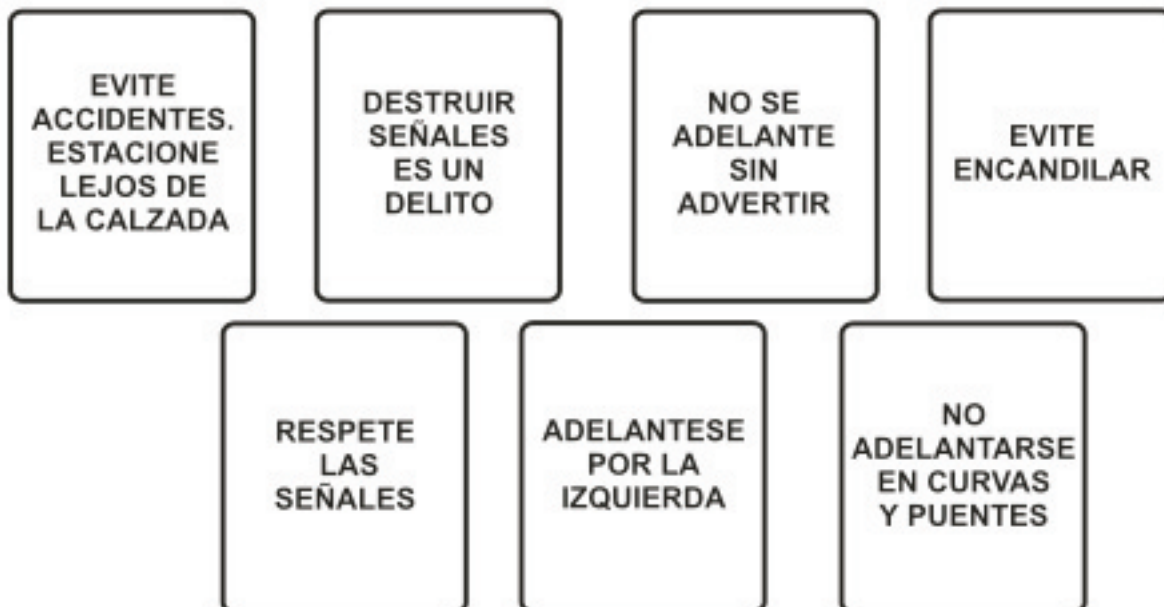 EVITE
ACCIDENTES.
ESTACIONE
LEJOS DE
LA CALZADA
DESTRUIR
SEÑALES
ES UN
DELITO
NO SE
ADELANTE
SIN
ADVERTIR
EVITE
ENCANDILAR
RESPETE
LAS
SEÑALES
ADELANTESE
POR LA
IZQUIERDA
NO
ADELANTARSE
EN CURVAS
Y PUENTES